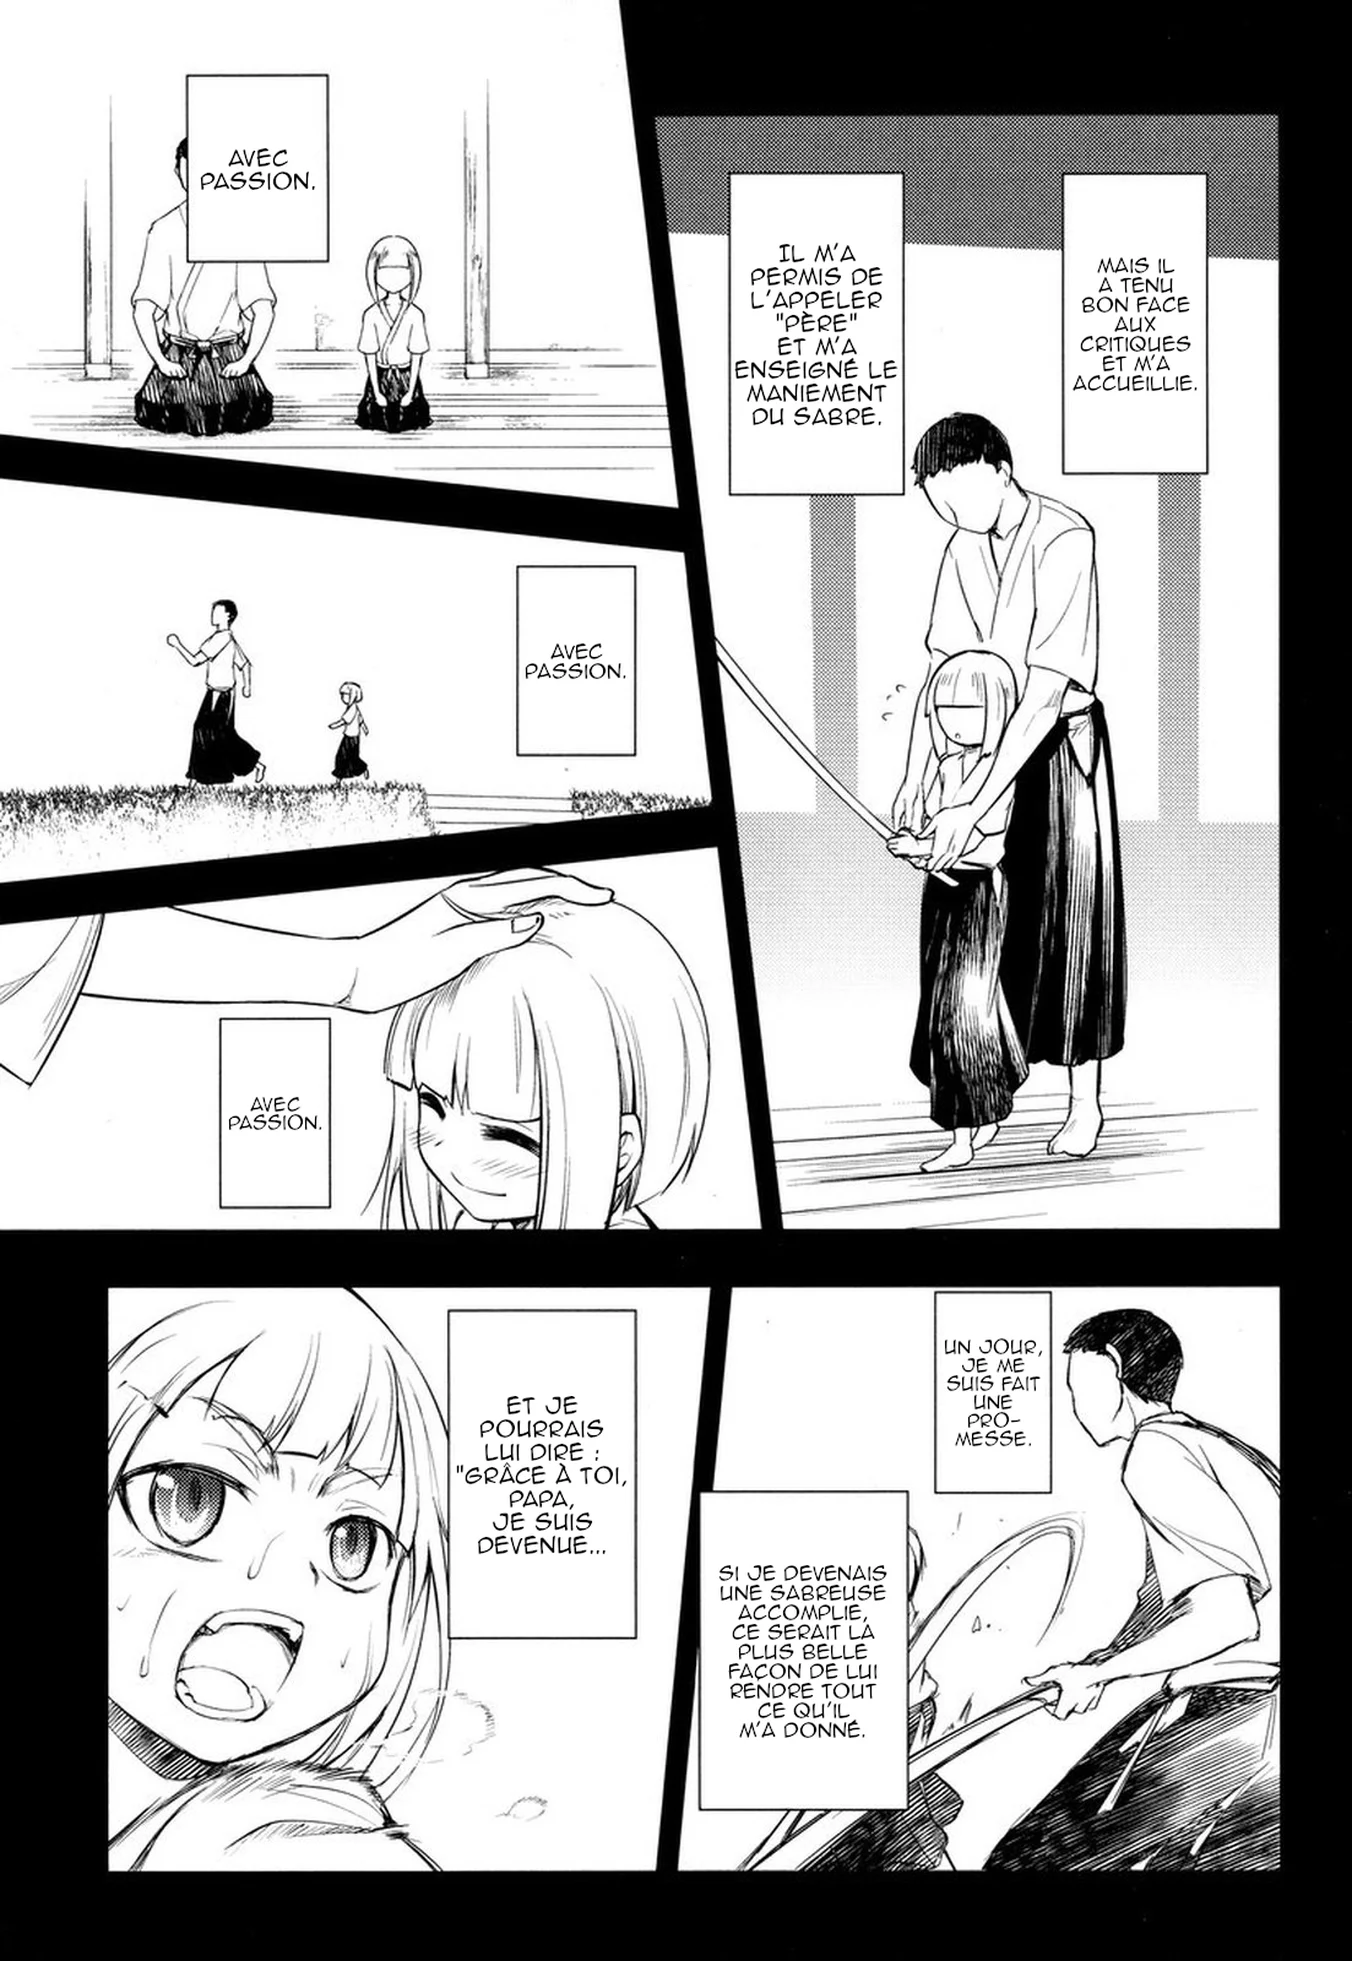 MAIS IL
A TENU
BON FACE
AUX
CRITIQUES
ET M'A
ACCUEILLIE.
IL M'A
PERMIS DE
L'APPELER
"PÈRE"
ET M'A
ENSEIGNÉ LE
MANIEMENT
DU SABRE.
AVEC
PASSION.
AVEC
PASSION.
AVEC
PASSION.
UN JOUR,
JE ME
SUIS FAIT
UNE
PRO-
MESSE.
SI JE DEVENAIS
UNE SABREUSE
ACCOMPLIE,
CE SERAIT LA
PLUS BELLE
FAÇON DE LUI
RENDRE TOUT
CE QU'IL
M'A DONNÉ.
ET JE
POURRAIS
LUI DIRE :
"GRÂCE À TOI,
PAPA,
JE SUIS
DEVENUE...